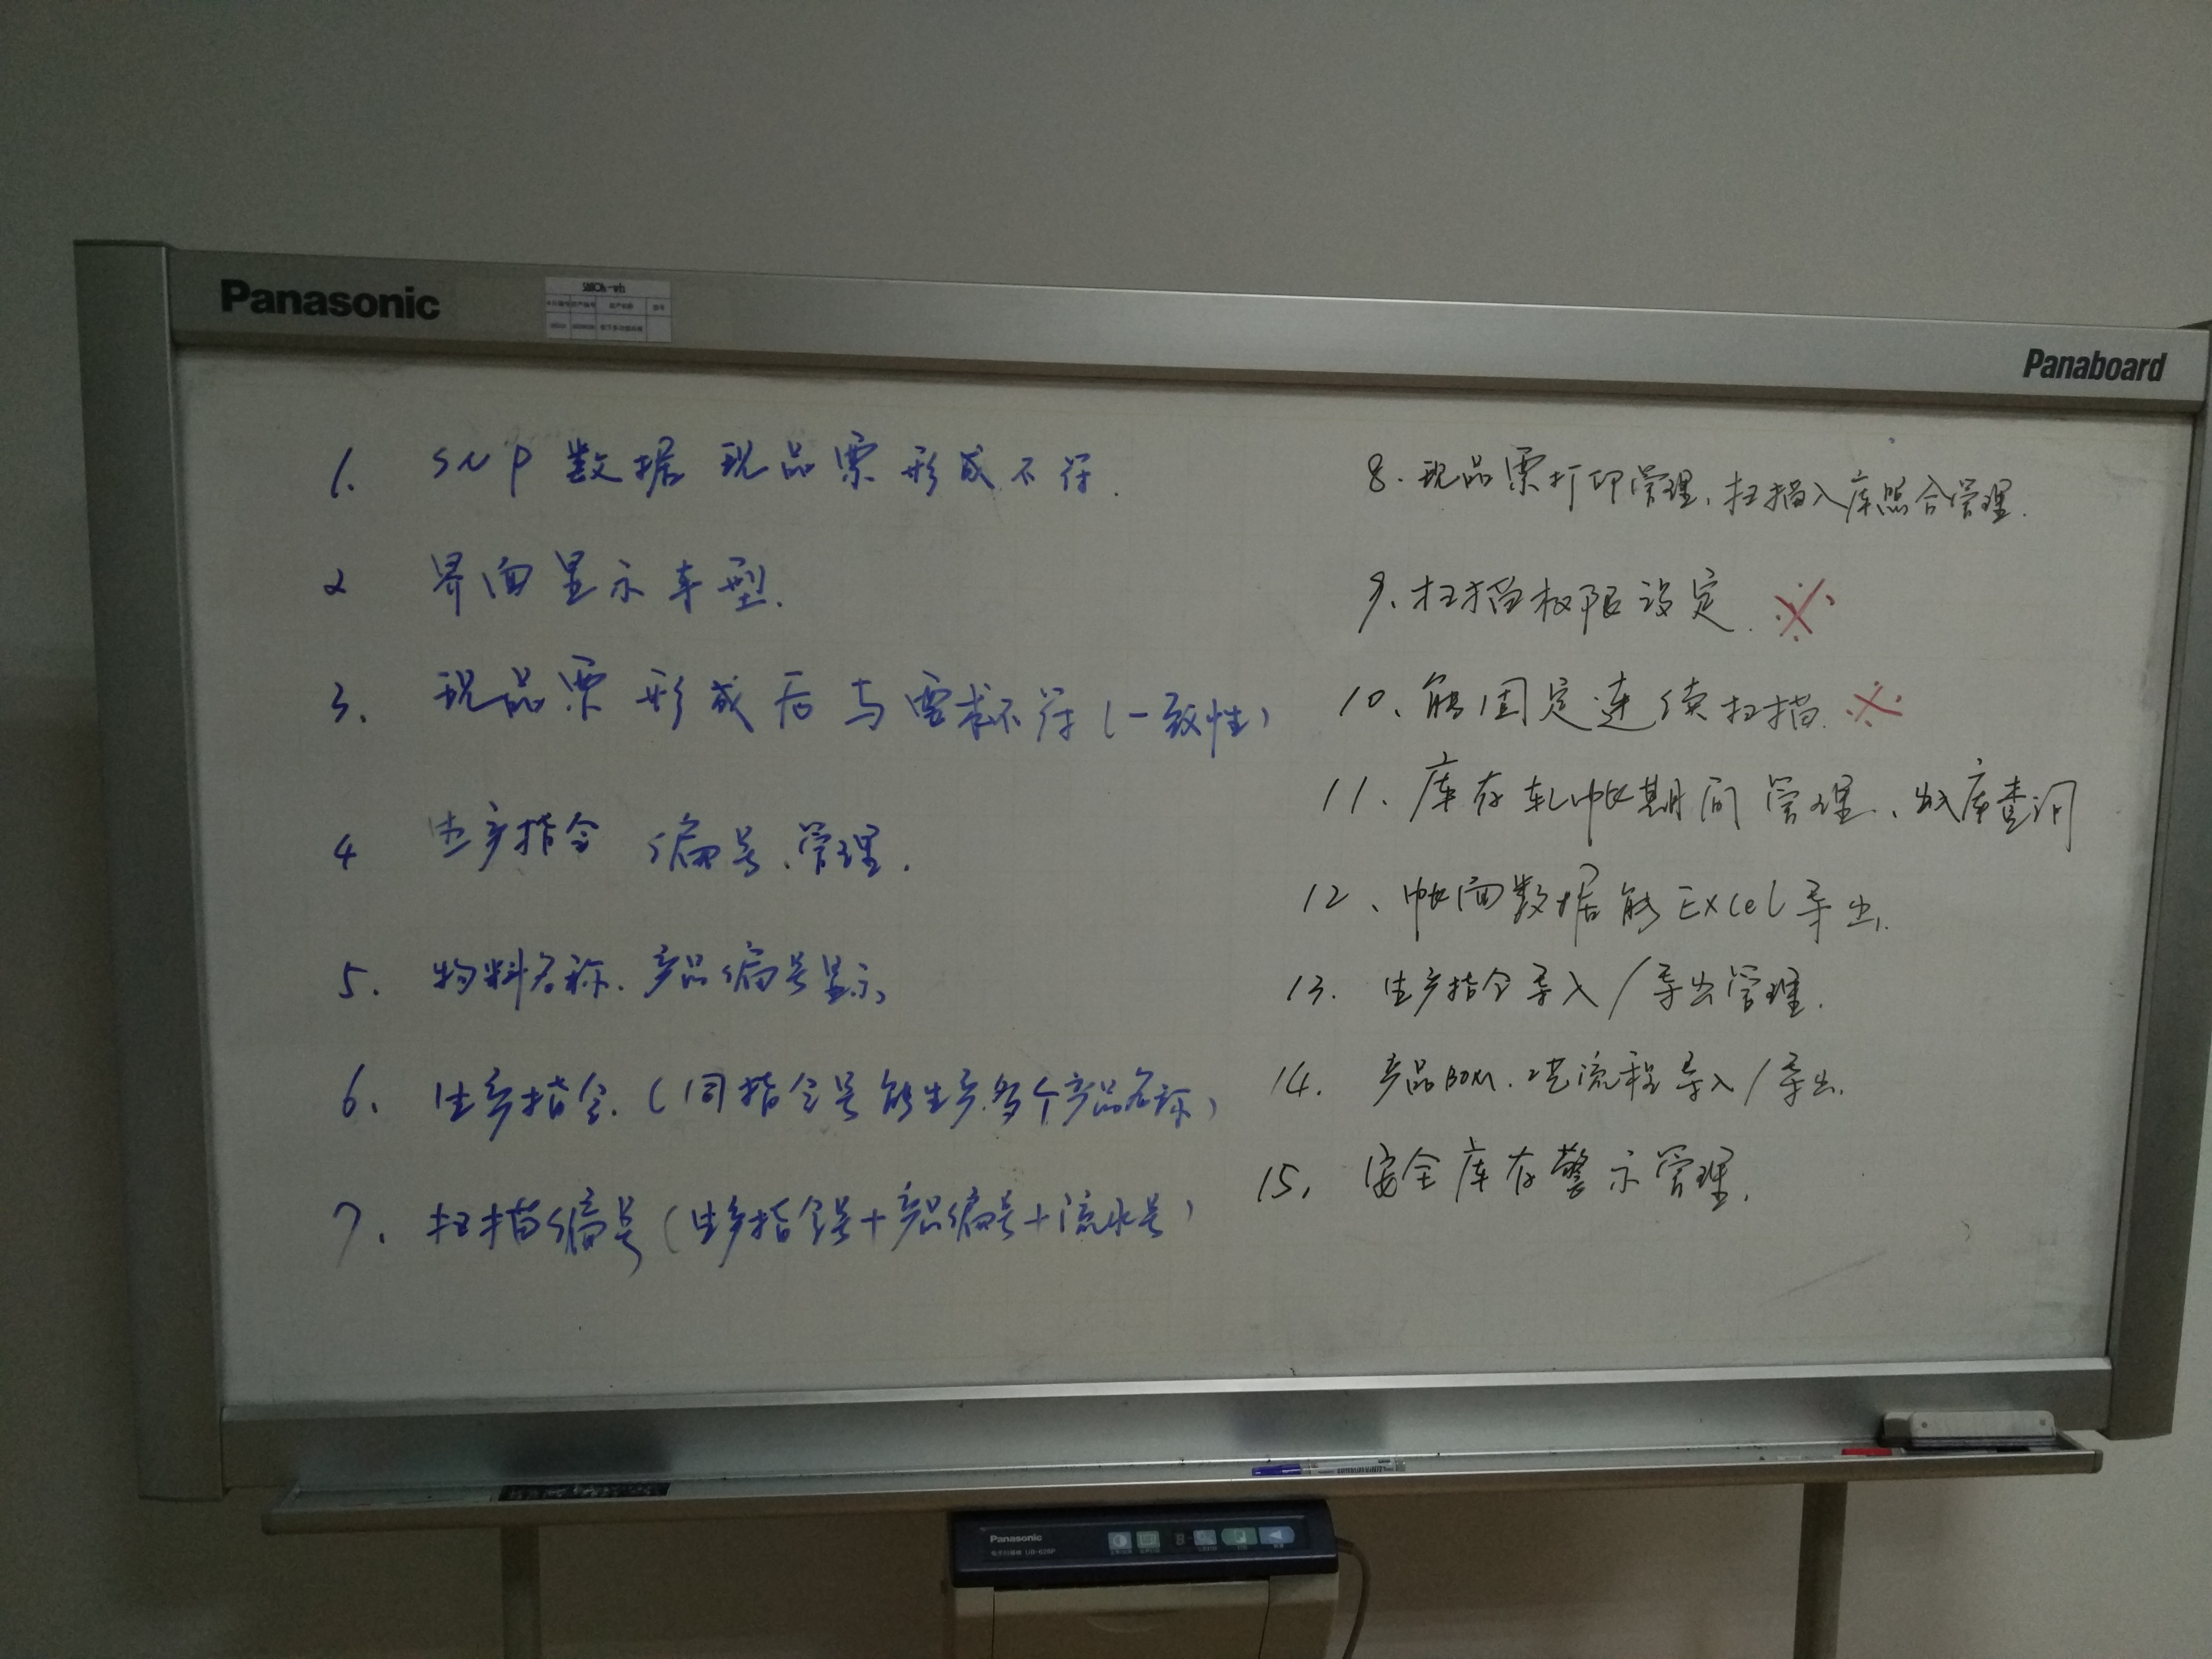 Panasonic
Panaboard
1. SNP 数据 现品票 形成不符.
2 界面显示车型.
3. 现品票 形成后 与需求不符（一致性）
4 生产指令 编号、管理.
5. 物料名称、产品编号显示
6. 生产指令.（同指令号能生产多个产品名称）
7. 扫描编号（生产指令号+产品编号+流水号）
8. 现品票打印管理、扫描入库照合管理.
9. 扫描权限设定. ※
10、能固定连续扫描. ※
11、库存轧帐期间管理、出入库查询
12、帐面数据能Excel导出.
13. 生产指令导入/导出管理.
14. 产品BOM、工艺流程导入/导出.
15. 安全库存警示管理.
Panasonic